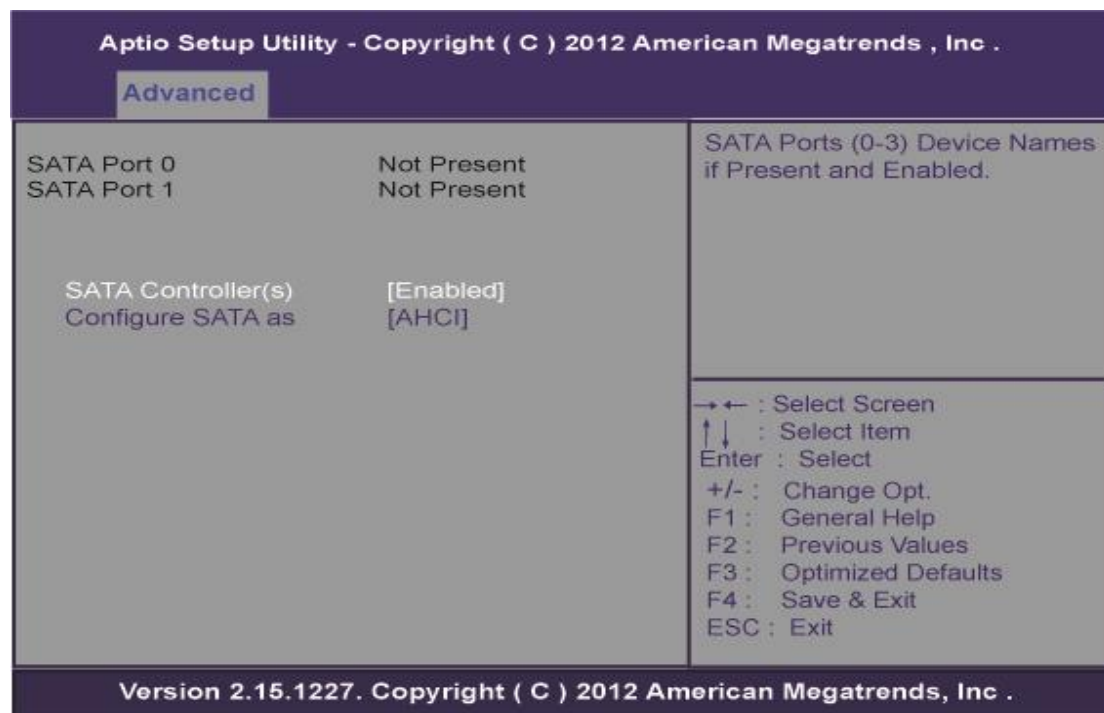 Aptio Setup Utility - Copyright ( C ) 2012 American Megatrends , Inc .
Advanced
SATA Port 0 Not Present
SATA Port 1 Not Present
SATA Controller(s) [Enabled]
Configure SATA as [AHCI]
SATA Ports (0-3) Device Names
if Present and Enabled.
→ ← : Select Screen
↑ ↓ : Select Item
Enter : Select
+/- : Change Opt.
F1 : General Help
F2 : Previous Values
F3 : Optimized Defaults
F4 : Save & Exit
ESC : Exit
Version 2.15.1227. Copyright ( C ) 2012 American Megatrends, Inc .